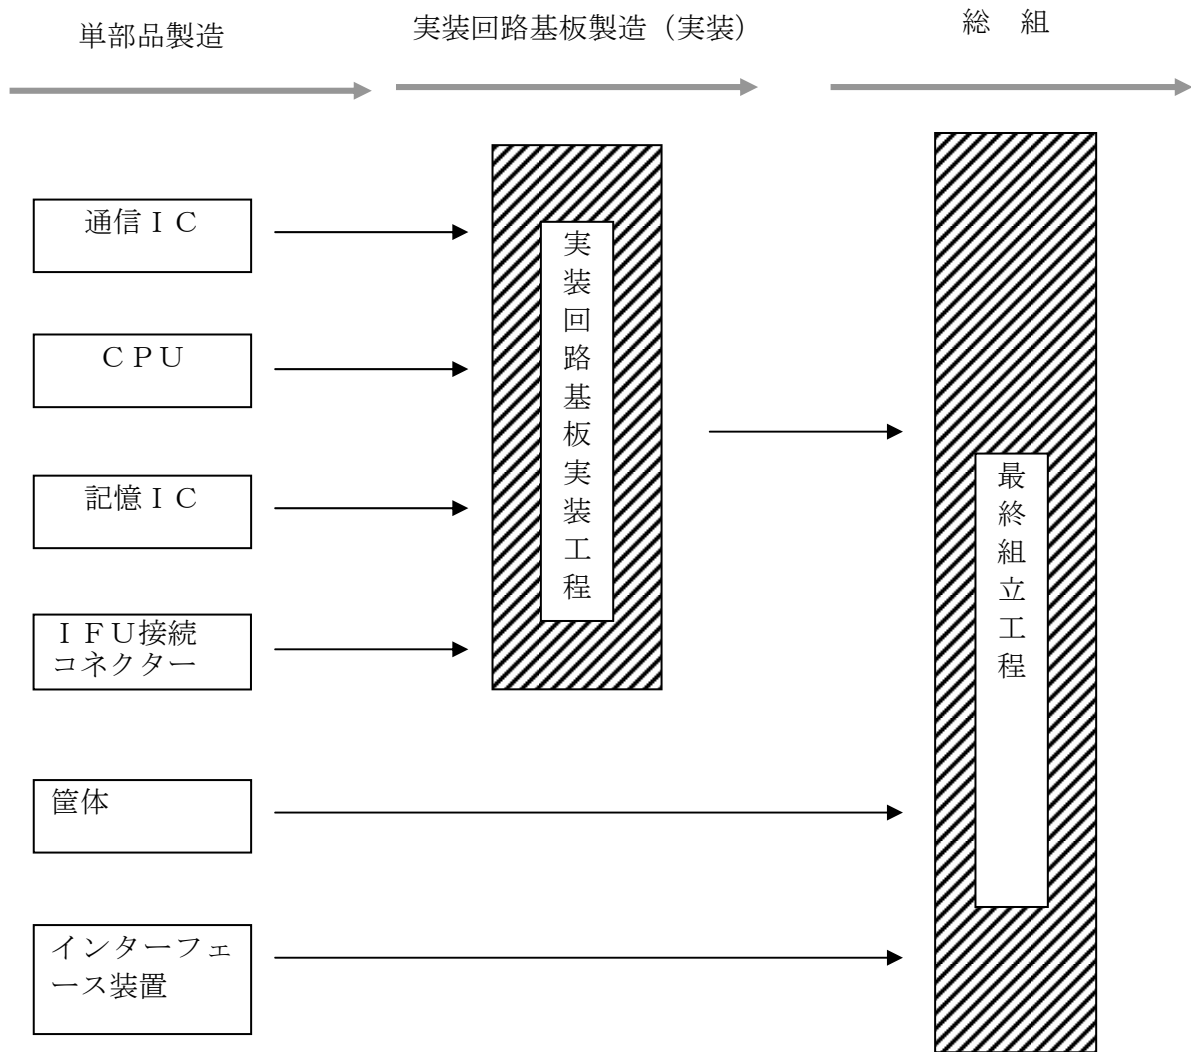 単部品製造
実装回路基板製造（実装）
総　組
通信ＩＣ
ＣＰＵ
記憶ＩＣ
ＩＦＵ接続
コネクター
筐体
インターフェ
ース装置
実装回路基板実装工程
最終組立工程